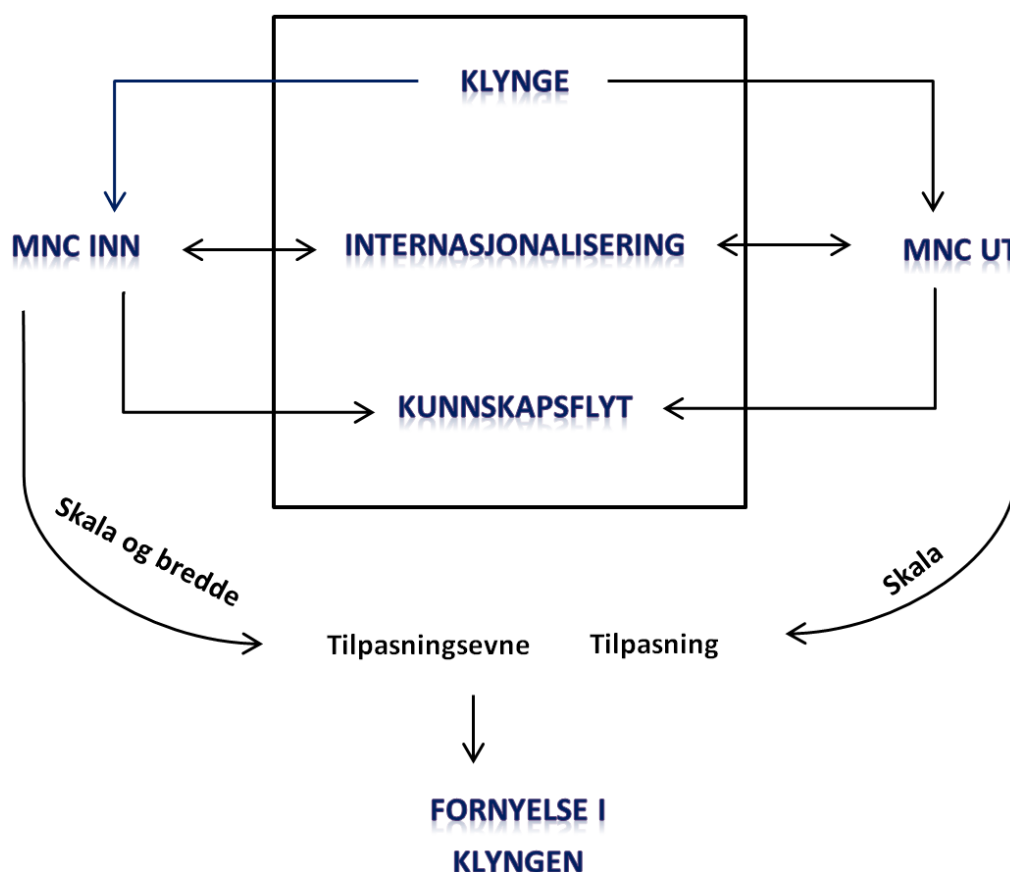 KLYNGE
MNC INN
INTERNASJONALISERING
MNC UT
KUNNSKAPSFLYT
Skala og bredde
Skala
Tilpasningsevne
Tilpasning
FORNYELSE I
KLYNGEN